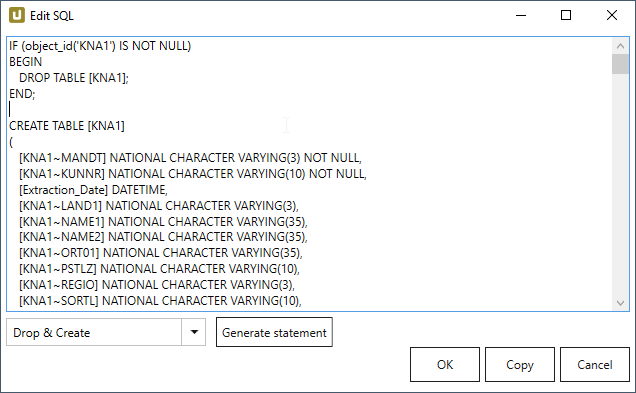 Edit SQL
IF (object_id('KNA1') IS NOT NULL)
BEGIN
DROP TABLE [KNA1];
END;
CREATE TABLE [KNA1]
(
[KNA1~MANDT] NATIONAL CHARACTER VARYING(3) NOT NULL,
[KNA1~KUNNR] NATIONAL CHARACTER VARYING(10) NOT NULL,
[Extraction_Date] DATETIME,
[KNA1~LAND1] NATIONAL CHARACTER VARYING(3),
[KNA1~NAME1] NATIONAL CHARACTER VARYING(35),
[KNA1~NAME2] NATIONAL CHARACTER VARYING(35),
[KNA1~ORT01] NATIONAL CHARACTER VARYING(35),
[KNA1~PSTLZ] NATIONAL CHARACTER VARYING(10),
[KNA1~REGIO] NATIONAL CHARACTER VARYING(3),
[KNA1~SORTL] NATIONAL CHARACTER VARYING(10),
Drop & Create
Generate statement
OK
Copy
Cancel